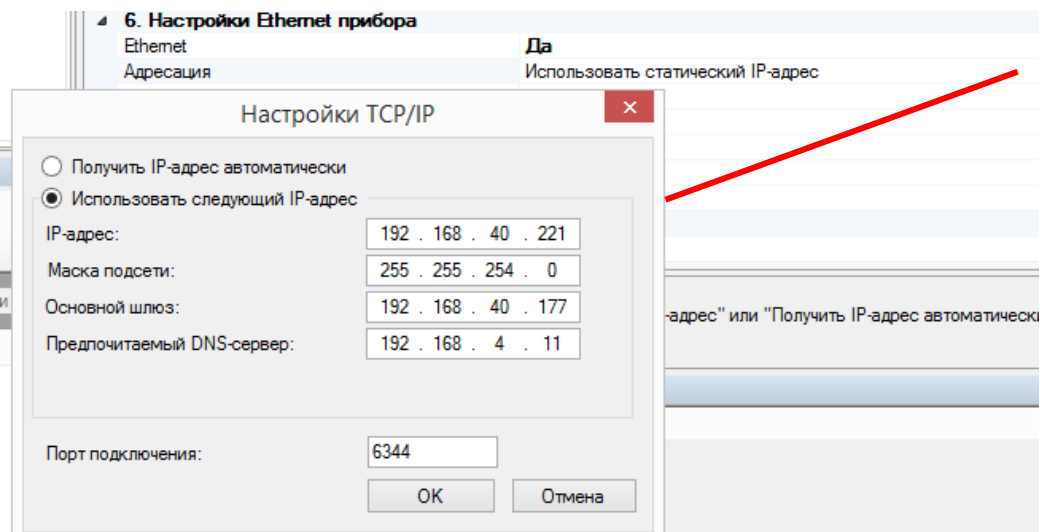 6. Настройки Ethernet прибора
Ethernet Да
Адресация Использовать статический IP-адрес
Настройки TCP/IP
Получить IP-адрес автоматически
Использовать следующий IP-адрес
IP-адрес: 192 . 168 . 40 . 221
Маска подсети: 255 . 255 . 254 . 0
Основной шлюз: 192 . 168 . 40 . 177
и
-адрес" или "Получить IP-адрес автоматически
Предпочитаемый DNS-сервер: 192 . 168 . 4 . 11
Порт подключения: 6344
OK Отмена